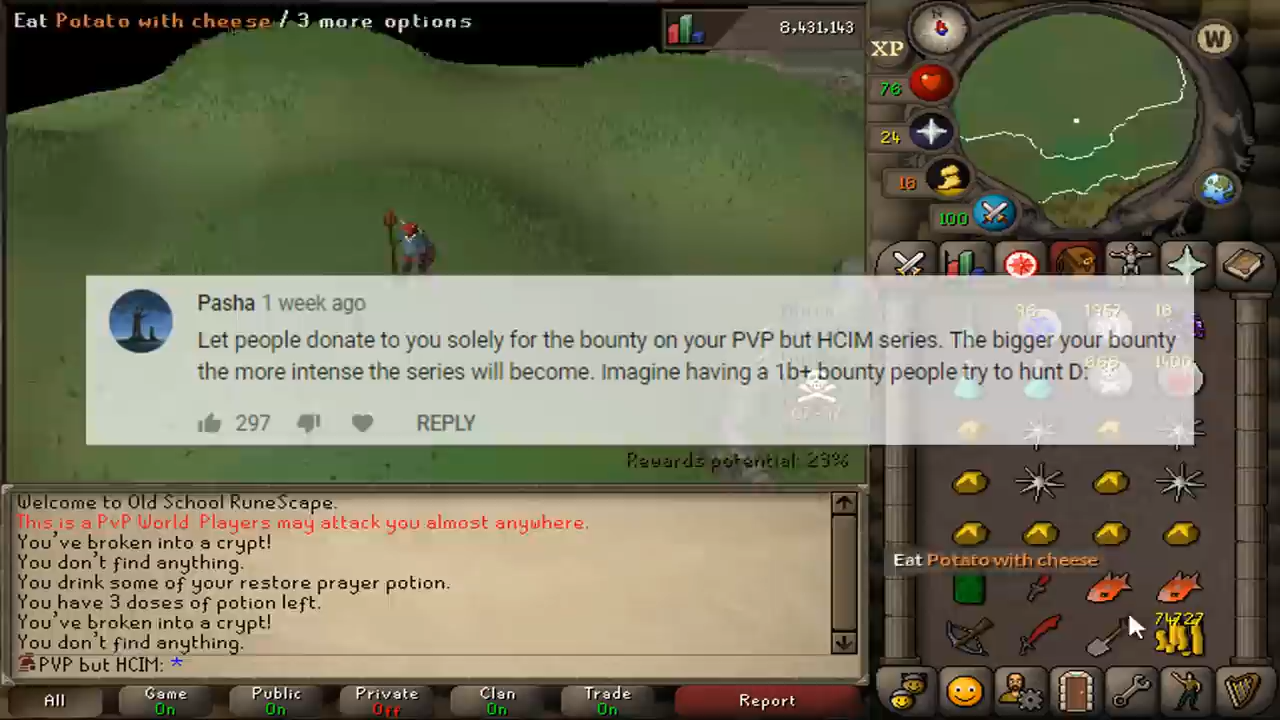 Eat Potato with cheese / 3 more options
8,431,143
XP
N
W
76
24
18
100
Pasha 1 week ago
Let people donate to you solely for the bounty on your PVP but HCIM series. The bigger your bounty
the more intense the series will become. Imagine having a 1b+ bounty people try to hunt D:
297 REPLY
Rewards potential: 23%
96 1957 18
Eat Potato with cheese
74727
Welcome to Old School RuneScape.
This is a PvP World. Players may attack you almost anywhere.
You've broken into a crypt!
You don't find anything.
You drink some of your restore prayer potion.
You have 3 doses of potion left.
You've broken into a crypt!
You don't find anything.
PVP but HCIM: *
All
Game On
Public On
Private Off
Clan On
Trade On
Report